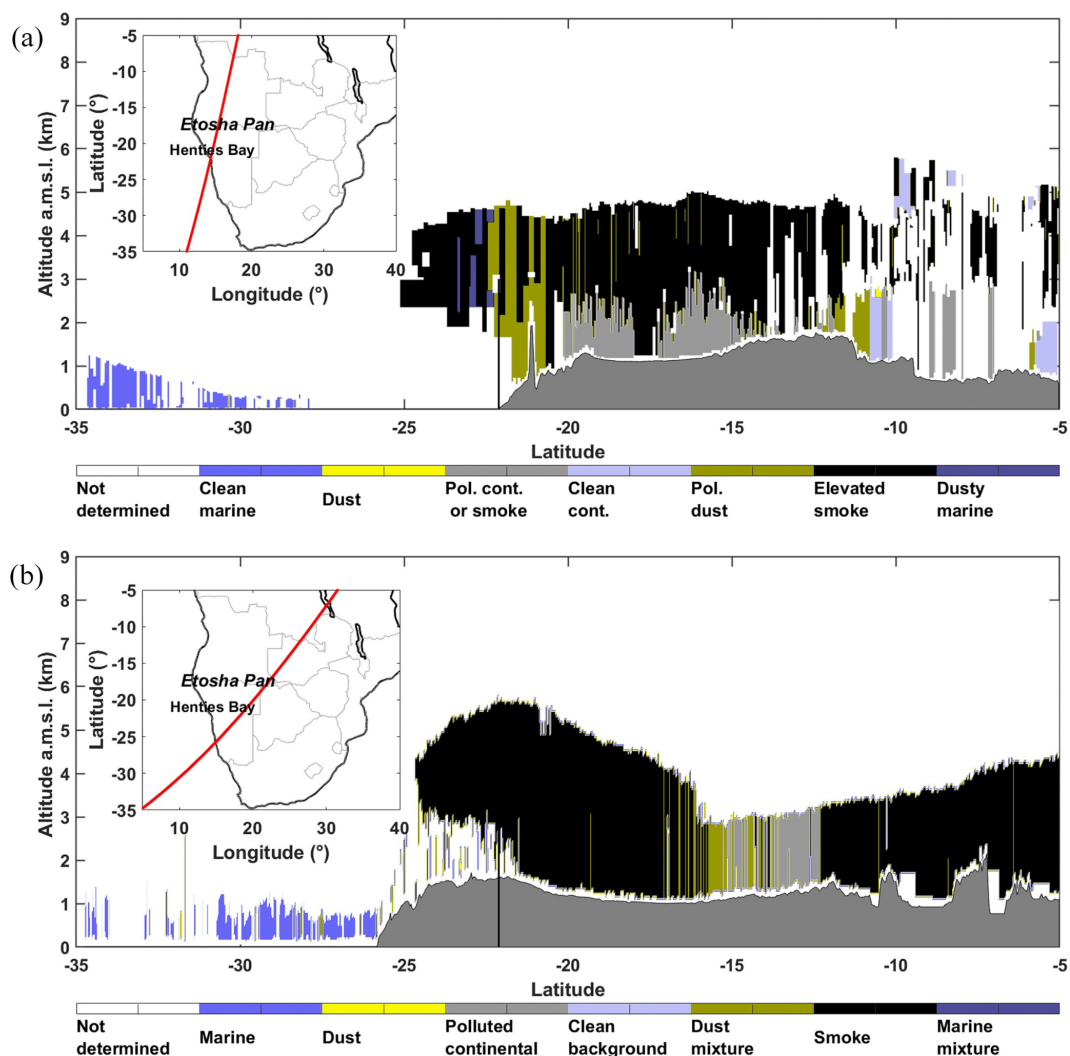 (a)
9
8
7
6
5
4
3
2
1
0
Altitude a.m.s.l. (km)
-5
-10
-15
-20
-25
-30
-35
Latitude (°)
Etosha Pan
Henties Bay
10 20 30 40
Longitude (°)
-35 -30 -25 -20 -15 -10 -5
Latitude
Not determined
Clean marine
Dust
Pol. cont. or smoke
Clean cont.
Pol. dust
Elevated smoke
Dusty marine
(b)
9
8
7
6
5
4
3
2
1
0
Altitude a.m.s.l. (km)
-5
-10
-15
-20
-25
-30
-35
Latitude (°)
Etosha Pan
Henties Bay
10 20 30 40
Longitude (°)
-35 -30 -25 -20 -15 -10 -5
Latitude
Not determined
Marine
Dust
Polluted continental
Clean background
Dust mixture
Smoke
Marine mixture